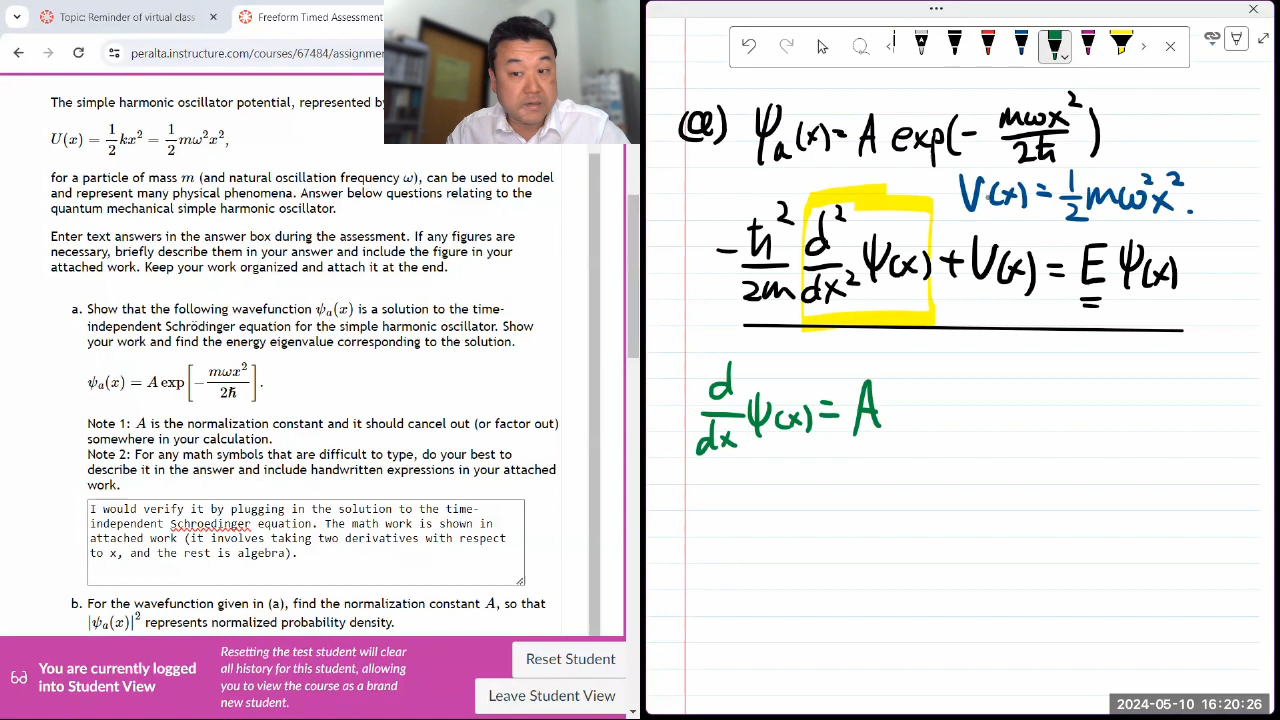 Topic: Reminder of virtual class
Freeform Timed Assessment
peralta.instructure.com/courses/67484/assignme
The simple harmonic oscillator potential, represented by
U(x) = 1/2 kx² = 1/2 mω²x²,
for a particle of mass m (and natural oscillation frequency ω), can be used to model
and represent many physical phenomena. Answer below questions relating to the
quantum mechanical simple harmonic oscillator.
Enter text answers in the answer box during the assessment. If any figures are
necessary, briefly describe them in your answer and include the figure in your
attached work. Keep your work organized and attach it at the end.
a. Show that the following wavefunction ψₐ(x) is a solution to the time-
independent Schrödinger equation for the simple harmonic oscillator. Show
your work and find the energy eigenvalue corresponding to the solution.
ψₐ(x) = A exp[−mωx²/2ℏ].
Note 1: A is the normalization constant and it should cancel out (or factor out)
somewhere in your calculation.
Note 2: For any math symbols that are difficult to type, do your best to
describe it in the answer and include handwritten expressions in your attached
work.
I would verify it by plugging in the solution to the time-
independent Schroedinger equation. The math work is shown in
attached work (it involves taking two derivatives with respect
to x, and the rest is algebra).
b. For the wavefunction given in (a), find the normalization constant A, so that
|ψₐ(x)|² represents normalized probability density.
You are currently logged
into Student View
Resetting the test student will clear
all history for this student, allowing
you to view the course as a brand
new student.
Reset Student
Leave Student View
(a) ψₐ(x) = A exp(−mωx²/2ℏ)
V(x) = 1/2 mω²x².
−ℏ²/2m d²/dx² ψ(x) + V(x) = E ψ(x)
d/dx ψ(x) = A
2024-05-10 16:20:26